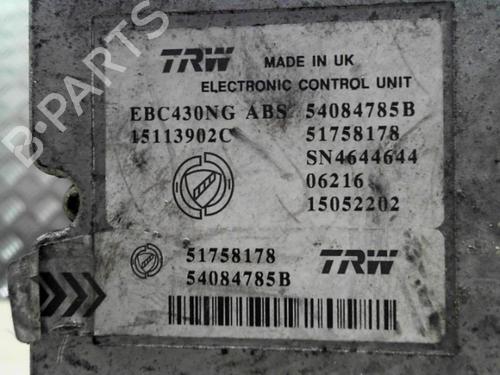 B-PARTS
TRW MADE IN UK
ELECTRONIC CONTROL UNIT
EBC430NG ABS 54084785B
15113902C 51758178
SN4644644
06216
15052202
51758178 TRW
54084785B